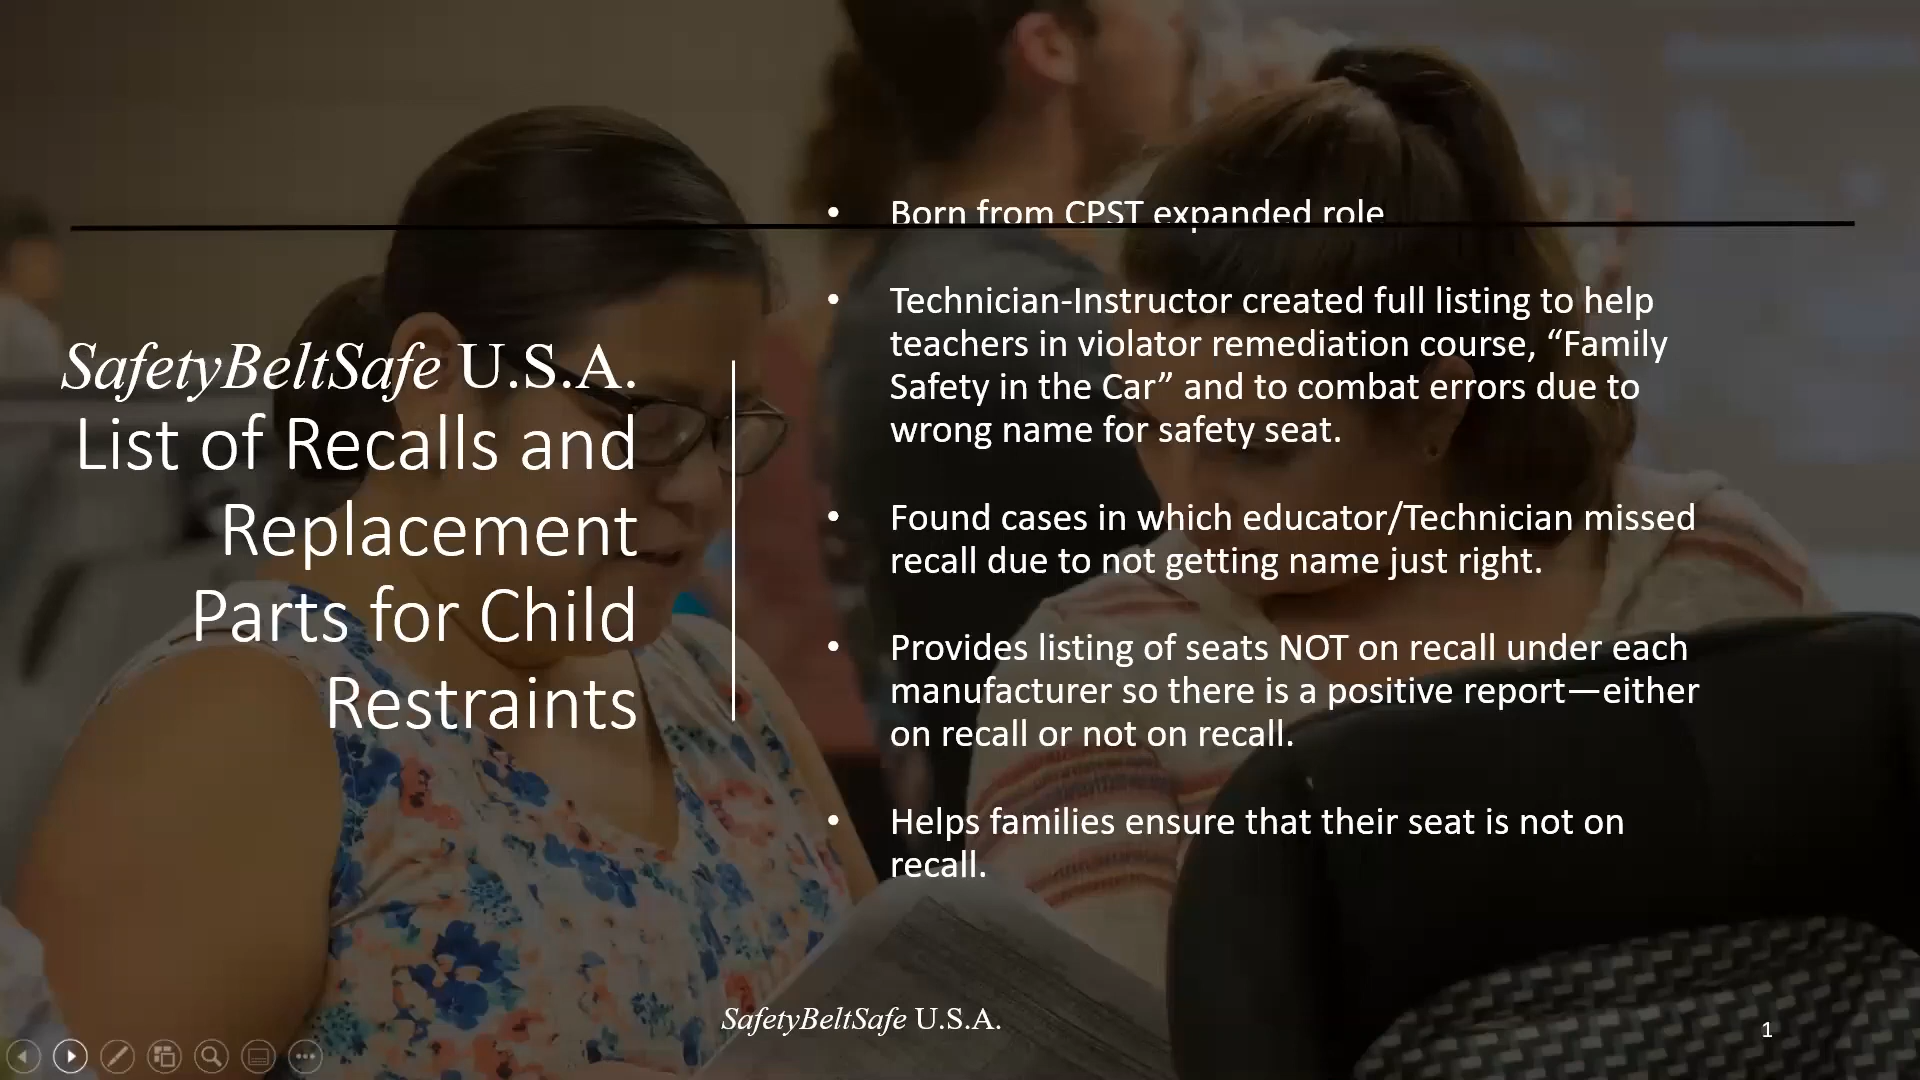 SafetyBeltSafe U.S.A.
List of Recalls and
Replacement
Parts for Child
Restraints
• Born from CPST expanded role
• Technician-Instructor created full listing to help
teachers in violator remediation course, “Family
Safety in the Car” and to combat errors due to
wrong name for safety seat.
• Found cases in which educator/Technician missed
recall due to not getting name just right.
• Provides listing of seats NOT on recall under each
manufacturer so there is a positive report—either
on recall or not on recall.
• Helps families ensure that their seat is not on
recall.
SafetyBeltSafe U.S.A.
1